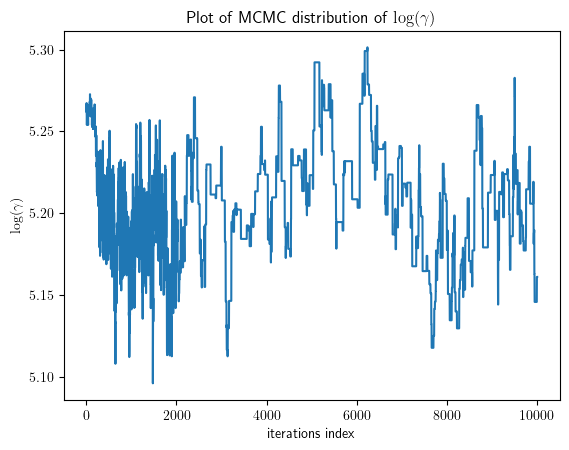 Plot of MCMC distribution of log(γ)
5.30
5.25
5.20
5.15
5.10
log(γ)
0 2000 4000 6000 8000 10000
iterations index